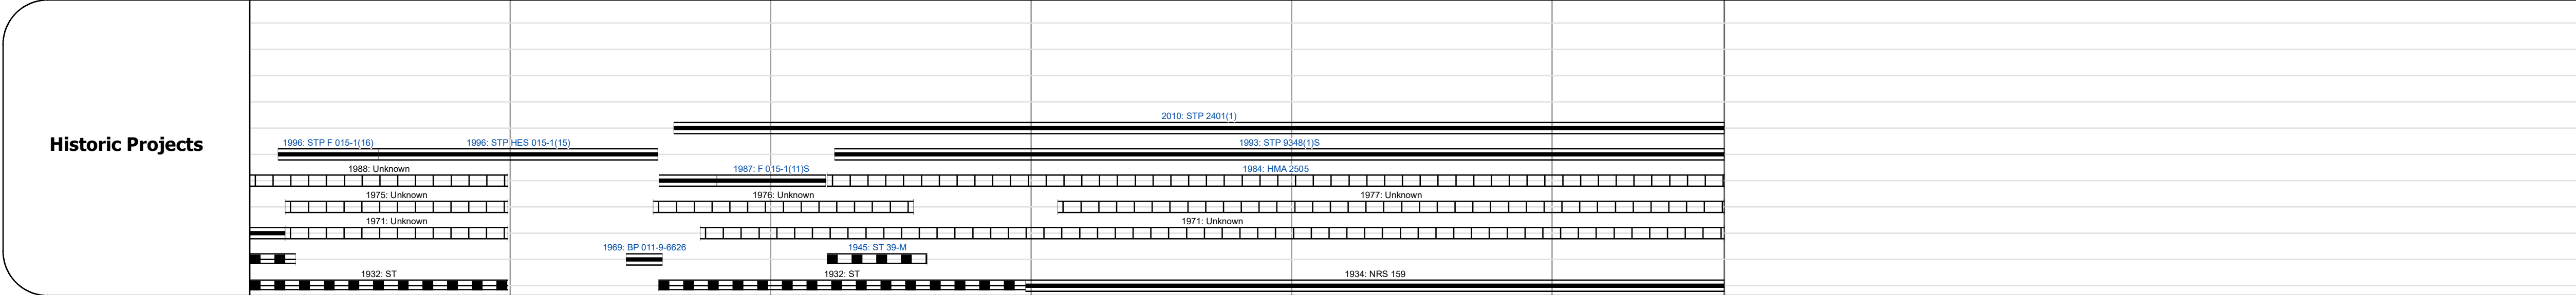 2010: STP 2401(1)
1996: STP F 015-1(16) 1996: STP HES 015-1(15) 1993: STP 9348(1)S
Historic Projects
1988: Unknown 1987: F 015-1(11)S 1984: HMA 2505
1975: Unknown 1976: Unknown 1977: Unknown
1971: Unknown 1971: Unknown
1969: BP 011-9-6626 1945: ST 39-M
1932: ST 1932: ST 1934: NRS 159